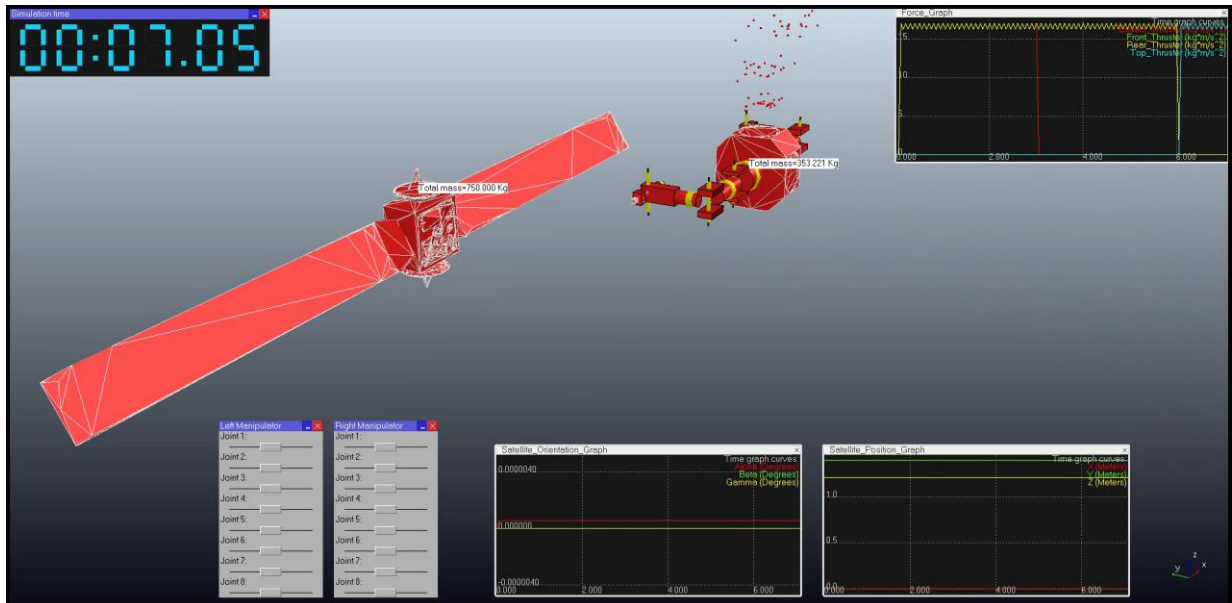 Simulation time
00:07.05
Total mass=750.000 Kg
Total mass=353.221 Kg
Force_Graph
Time graph curves:
Front_Thruster (kg*m/s^2)
Rear_Thruster (kg*m/s^2)
Top_Thruster (kg*m/s^2)
5.
10.
5
0
0.000 2.000 4.000 6.000
Left Manipulator
Joint 1:
Joint 2:
Joint 3:
Joint 4:
Joint 5:
Joint 6:
Joint 7:
Joint 8:
Right Manipulator
Joint 1:
Joint 2:
Joint 3:
Joint 4:
Joint 5:
Joint 6:
Joint 7:
Joint 8:
Satellite_Orientation_Graph
Time graph curves:
Alpha (Degrees)
Beta (Degrees)
Gamma (Degrees)
0.0000040
0.000000
-0.0000040
0.000 2.000 4.000 6.000
Satellite_Position_Graph
Time graph curves:
X (Meters)
Y (Meters)
Z (Meters)
1.0
0.5
0.0
0.000 2.000 4.000 6.000
z
y x